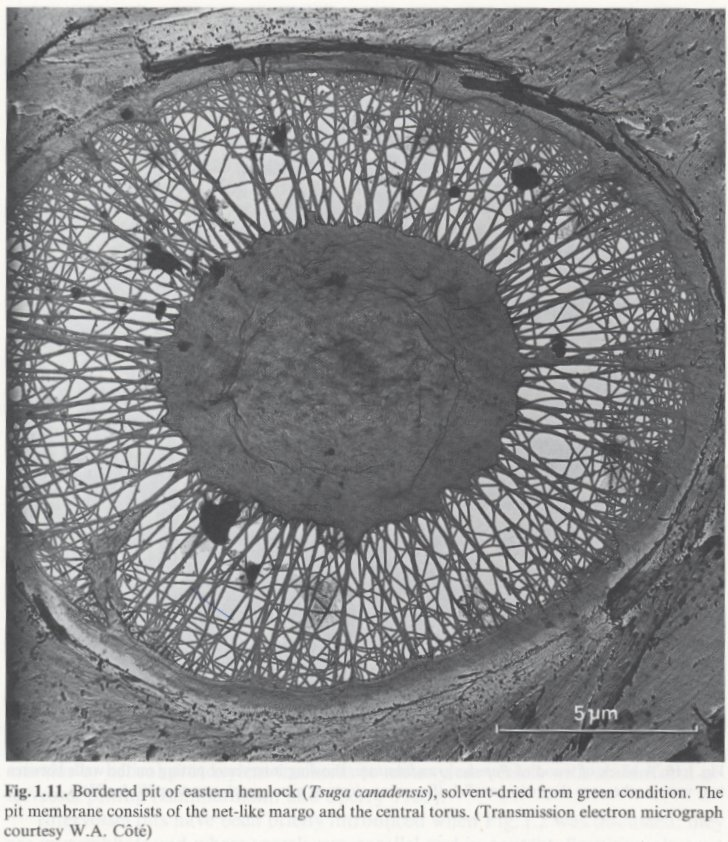 5 µm
Fig. 1.11. Bordered pit of eastern hemlock (Tsuga canadensis), solvent-dried from green condition. The
pit membrane consists of the net-like margo and the central torus. (Transmission electron micrograph
courtesy W.A. Côté)